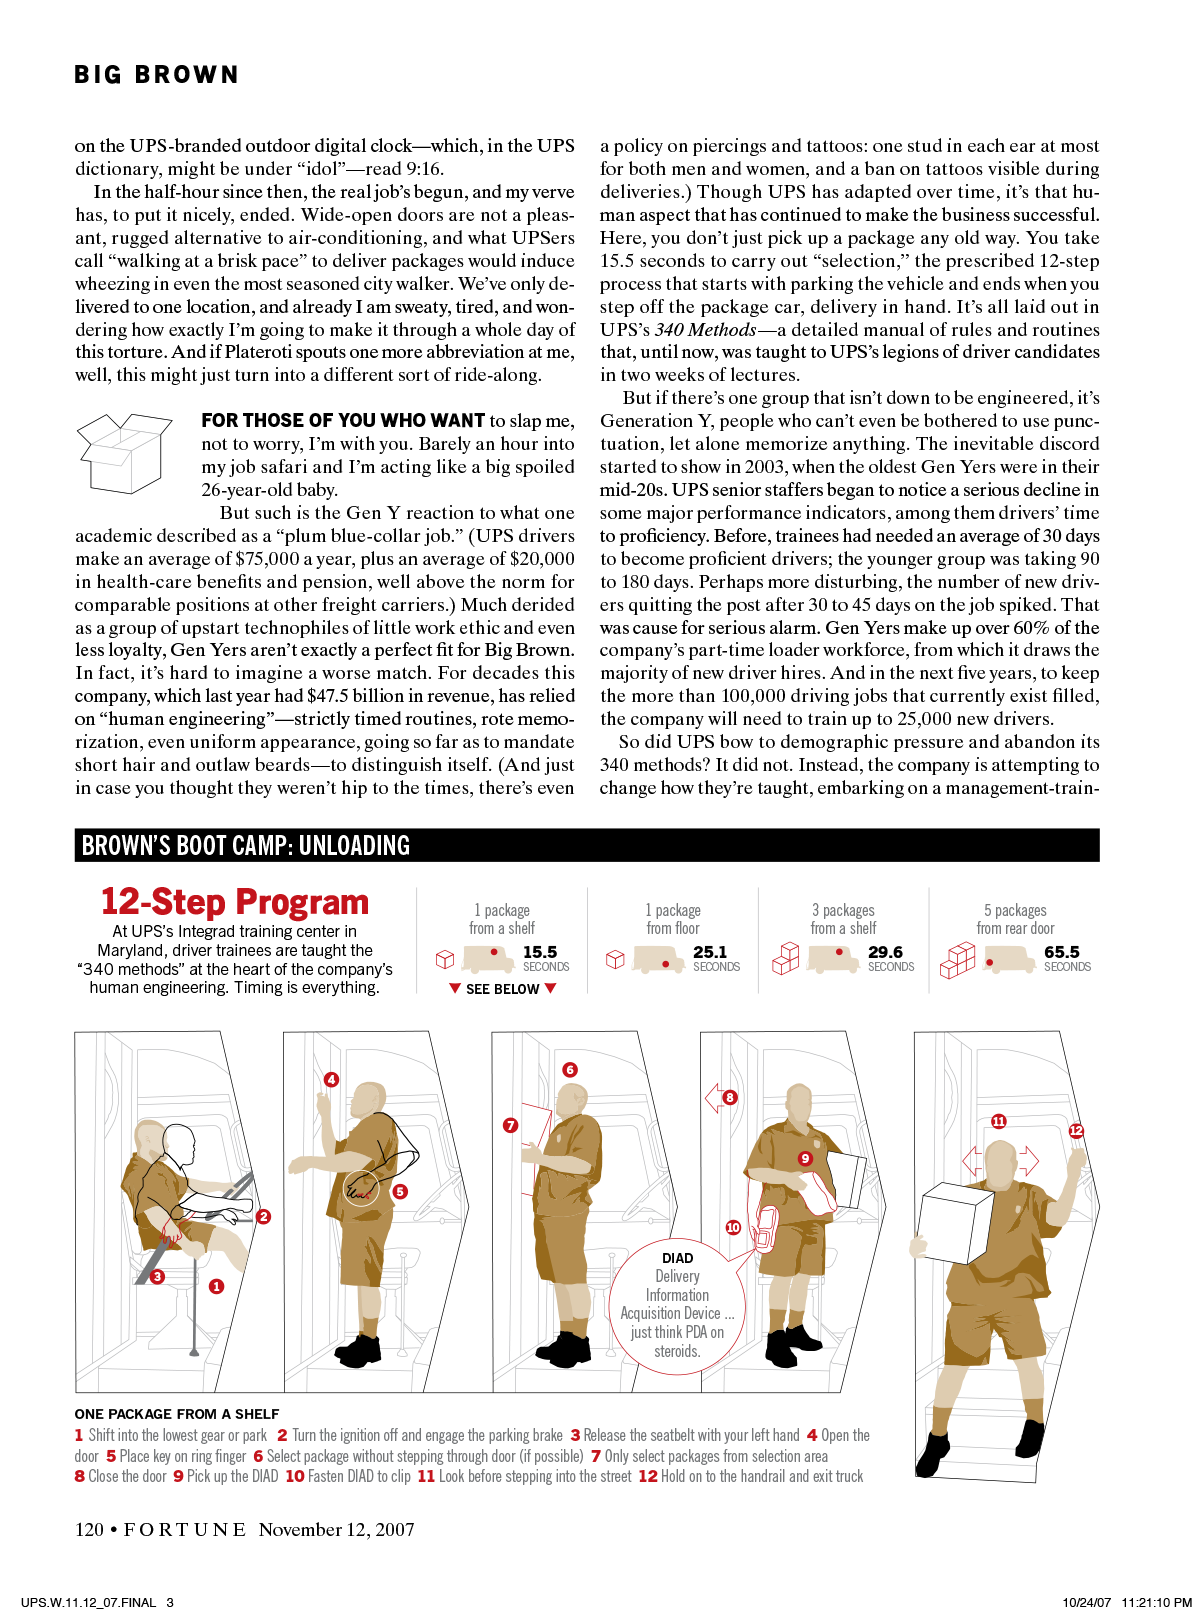 BIG BROWN
on the UPS-branded outdoor digital clock—which, in the UPS
dictionary, might be under “idol”—read 9:16.
In the half-hour since then, the real job’s begun, and my verve
has, to put it nicely, ended. Wide-open doors are not a pleas-
ant, rugged alternative to air-conditioning, and what UPSers
call “walking at a brisk pace” to deliver packages would induce
wheezing in even the most seasoned city walker. We’ve only de-
livered to one location, and already I am sweaty, tired, and won-
dering how exactly I’m going to make it through a whole day of
this torture. And if Plateroti spouts one more abbreviation at me,
well, this might just turn into a different sort of ride-along.
FOR THOSE OF YOU WHO WANT to slap me,
not to worry, I’m with you. Barely an hour into
my job safari and I’m acting like a big spoiled
26-year-old baby.
But such is the Gen Y reaction to what one
academic described as a “plum blue-collar job.” (UPS drivers
make an average of $75,000 a year, plus an average of $20,000
in health-care benefits and pension, well above the norm for
comparable positions at other freight carriers.) Much derided
as a group of upstart technophiles of little work ethic and even
less loyalty, Gen Yers aren’t exactly a perfect fit for Big Brown.
In fact, it’s hard to imagine a worse match. For decades this
company, which last year had $47.5 billion in revenue, has relied
on “human engineering”—strictly timed routines, rote memo-
rization, even uniform appearance, going so far as to mandate
short hair and outlaw beards—to distinguish itself. (And just
in case you thought they weren’t hip to the times, there’s even
a policy on piercings and tattoos: one stud in each ear at most
for both men and women, and a ban on tattoos visible during
deliveries.) Though UPS has adapted over time, it’s that hu-
man aspect that has continued to make the business successful.
Here, you don’t just pick up a package any old way. You take
15.5 seconds to carry out “selection,” the prescribed 12-step
process that starts with parking the vehicle and ends when you
step off the package car, delivery in hand. It’s all laid out in
UPS’s 340 Methods—a detailed manual of rules and routines
that, until now, was taught to UPS’s legions of driver candidates
in two weeks of lectures.
But if there’s one group that isn’t down to be engineered, it’s
Generation Y, people who can’t even be bothered to use punc-
tuation, let alone memorize anything. The inevitable discord
started to show in 2003, when the oldest Gen Yers were in their
mid-20s. UPS senior staffers began to notice a serious decline in
some major performance indicators, among them drivers’ time
to proficiency. Before, trainees had needed an average of 30 days
to become proficient drivers; the younger group was taking 90
to 180 days. Perhaps more disturbing, the number of new driv-
ers quitting the post after 30 to 45 days on the job spiked. That
was cause for serious alarm. Gen Yers make up over 60% of the
company’s part-time loader workforce, from which it draws the
majority of new driver hires. And in the next five years, to keep
the more than 100,000 driving jobs that currently exist filled,
the company will need to train up to 25,000 new drivers.
So did UPS bow to demographic pressure and abandon its
340 methods? It did not. Instead, the company is attempting to
change how they’re taught, embarking on a management-train-
BROWN’S BOOT CAMP: UNLOADING
12-Step Program
At UPS’s Integrad training center in
Maryland, driver trainees are taught the
“340 methods” at the heart of the company’s
human engineering. Timing is everything.
1 package
from a shelf
15.5
SECONDS
▼ SEE BELOW ▼
1 package
from floor
25.1
SECONDS
3 packages
from a shelf
29.6
SECONDS
5 packages
from rear door
65.5
SECONDS
1
2
3
4
5
6
7
8
9
10
11
12
DIAD
Delivery
Information
Acquisition Device ...
just think PDA on
steroids.
ONE PACKAGE FROM A SHELF
1 Shift into the lowest gear or park 2 Turn the ignition off and engage the parking brake 3 Release the seatbelt with your left hand 4 Open the
door 5 Place key on ring finger 6 Select package without stepping through door (if possible) 7 Only select packages from selection area
8 Close the door 9 Pick up the DIAD 10 Fasten DIAD to clip 11 Look before stepping into the street 12 Hold on to the handrail and exit truck
120 • FORTUNE November 12, 2007
UPS.W.11.12_07.FINAL 3
10/24/07 11:21:10 PM